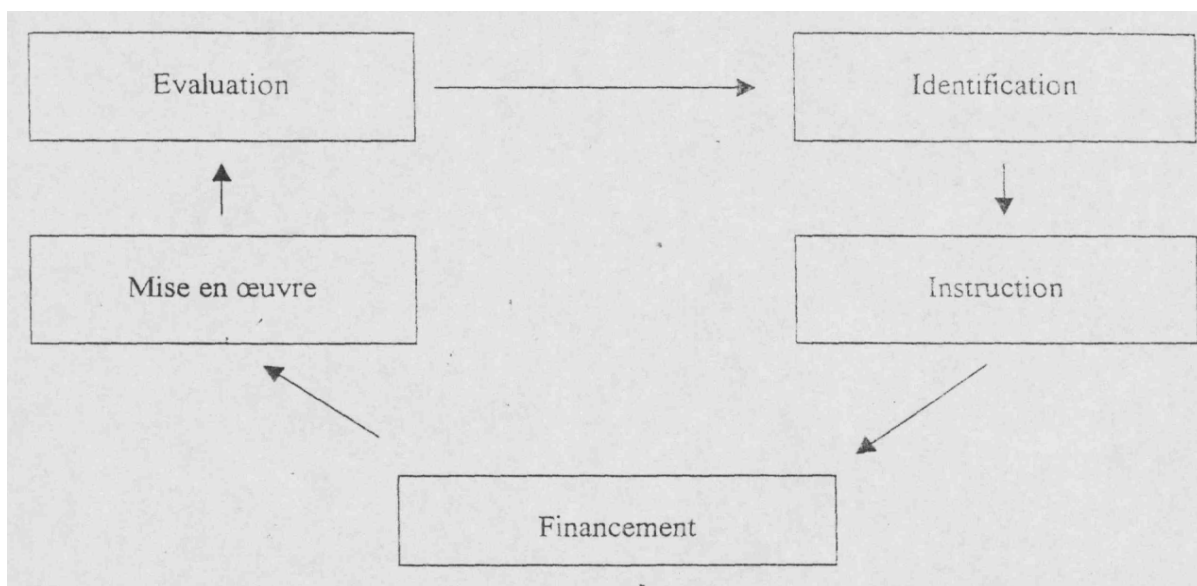 Evaluation
Identification
Mise en œuvre
Instruction
Financement